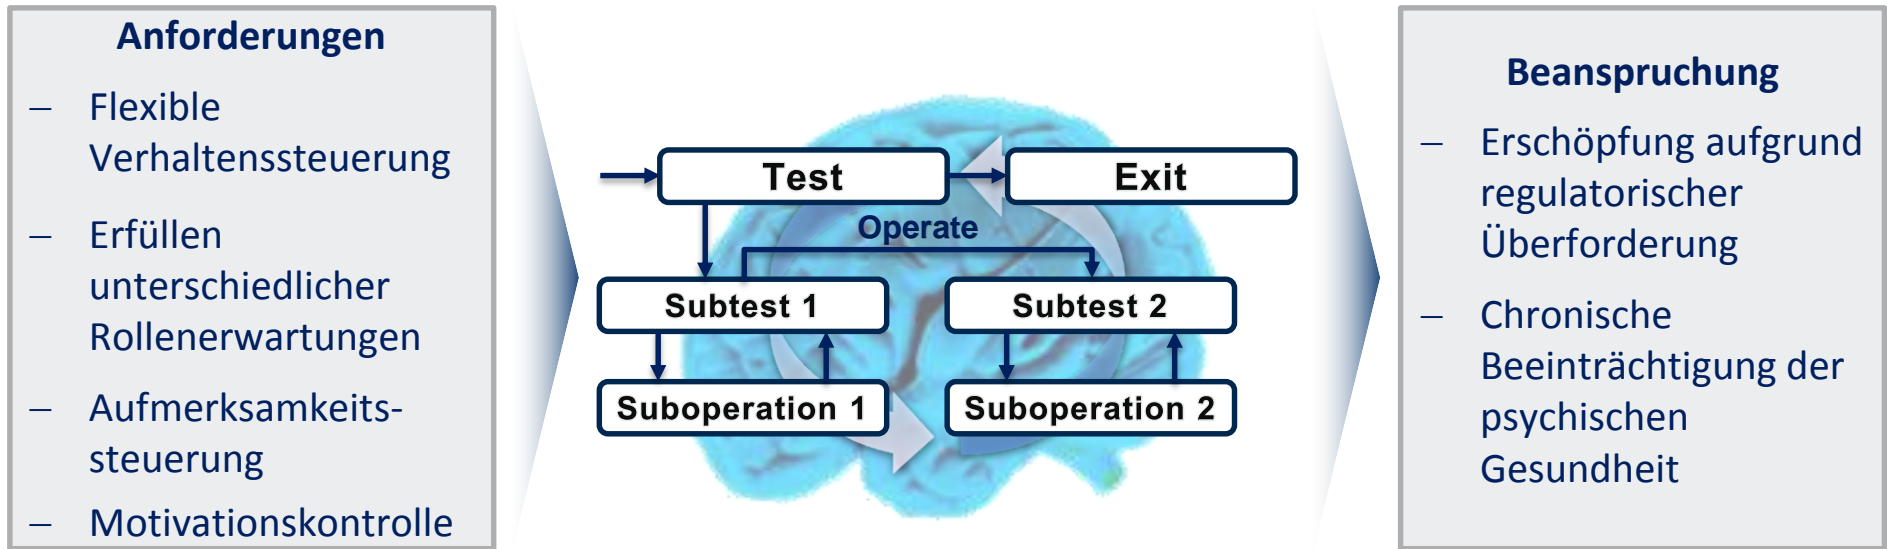 Anforderungen
– Flexible
Verhaltenssteuerung
– Erfüllen
unterschiedlicher
Rollenerwartungen
– Aufmerksamkeits-
steuerung
– Motivationskontrolle
Test
Exit
Operate
Subtest 1
Subtest 2
Suboperation 1
Suboperation 2
Beanspruchung
– Erschöpfung aufgrund
regulatorischer
Überforderung
– Chronische
Beeinträchtigung der
psychischen
Gesundheit